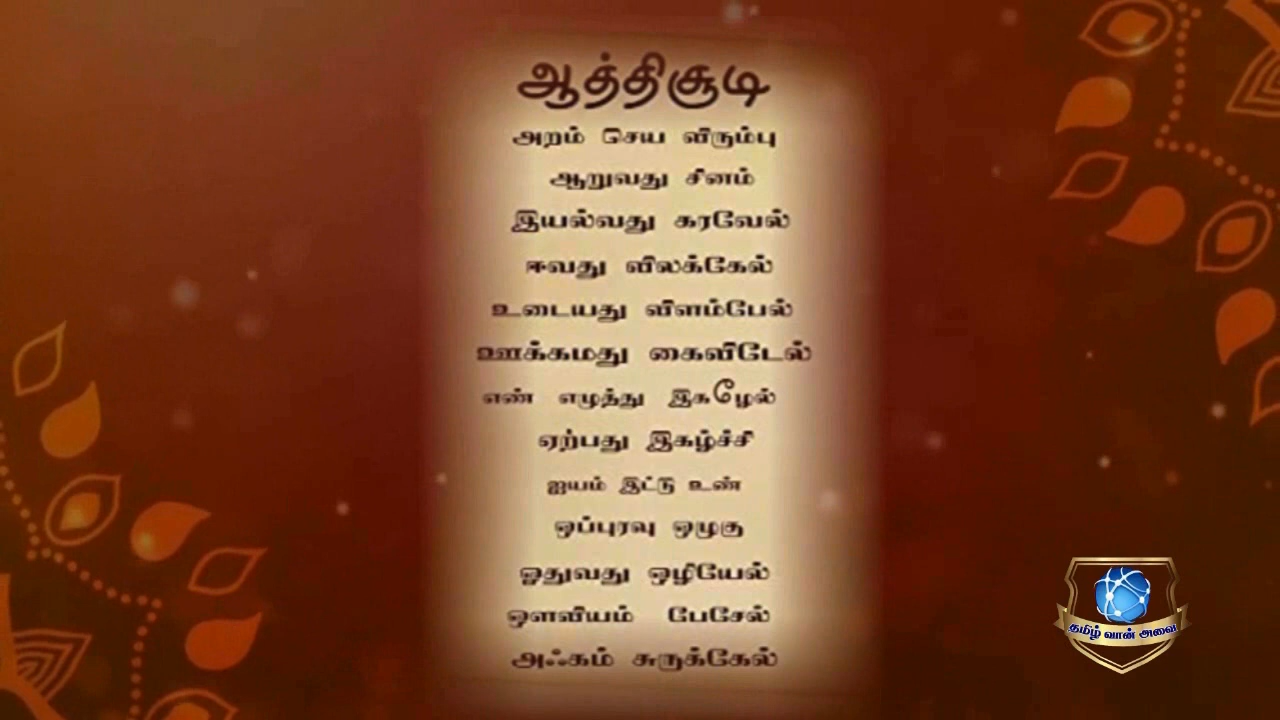 ஆத்திசூடி
அறம் செய விரும்பு
ஆறுவது சினம்
இயல்வது கரவேல்
ஈவது விலக்கேல்
உடையது விளம்பேல்
ஊக்கமது கைவிடேல்
எண் எழுத்து இகழேல்
ஏற்பது இகழ்ச்சி
ஐயம் இட்டு உண்
ஒப்புரவு ஒழுகு
ஓதுவது ஒழியேல்
ஔவியம் பேசேல்
அஃகம் சுருக்கேல்
தமிழ் வான் அவை